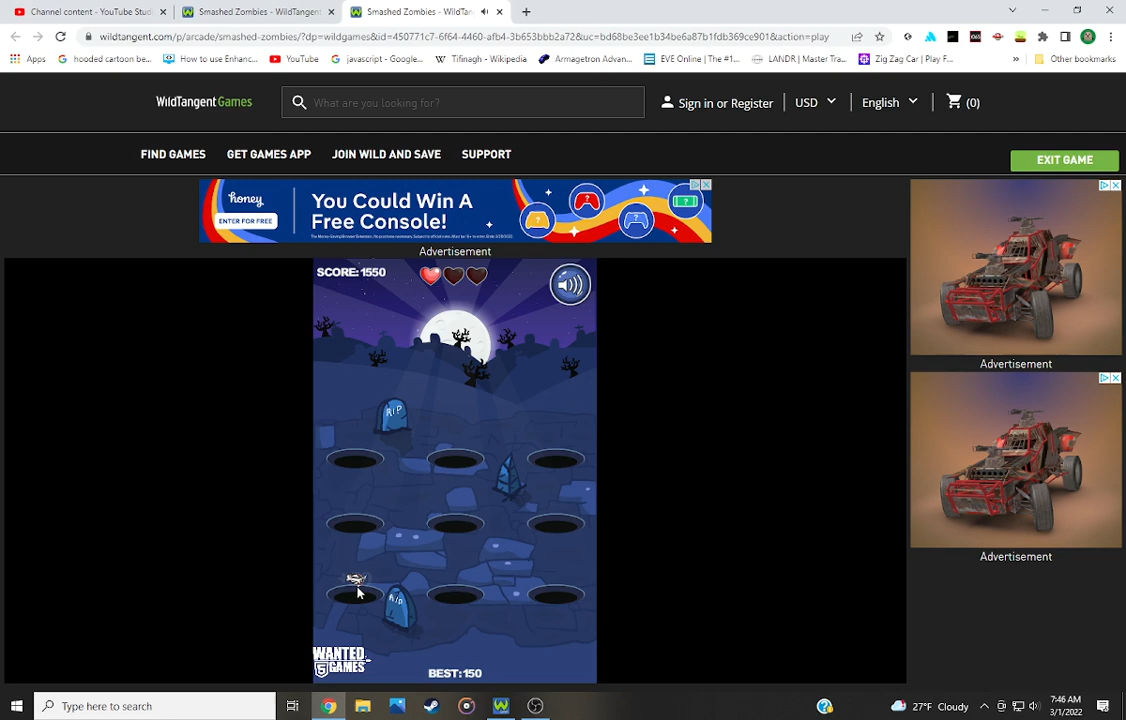 Channel content - YouTube Studi
Smashed Zombies - WildTangent
Smashed Zombies - WildTan
wildtangent.com/p/arcade/smashed-zombies/?dp=wildgames&id=450771c7-6f64-4460-afb4-3b653bbb2a72&uc=bd68be3ee1b34be6a87b1fdb369ce901&action=play
Apps
hooded cartoon be...
How to use Enhanc...
YouTube
javascript - Google...
Tifinagh - Wikipedia
Armagetron Advan...
EVE Online | The #1...
LANDR | Master Tra...
Zig Zag Car | Play F...
»
Other bookmarks
WildTangent Games
What are you looking for?
Sign in or Register
USD
English
(0)
FIND GAMES
GET GAMES APP
JOIN WILD AND SAVE
SUPPORT
EXIT GAME
honey
ENTER FOR FREE
You Could Win A
Free Console!
Advertisement
SCORE: 1550
RIP
RIP
WANTED
5 GAMES
BEST: 150
Advertisement
Advertisement
Type here to search
27°F Cloudy
7:46 AM
3/1/2022